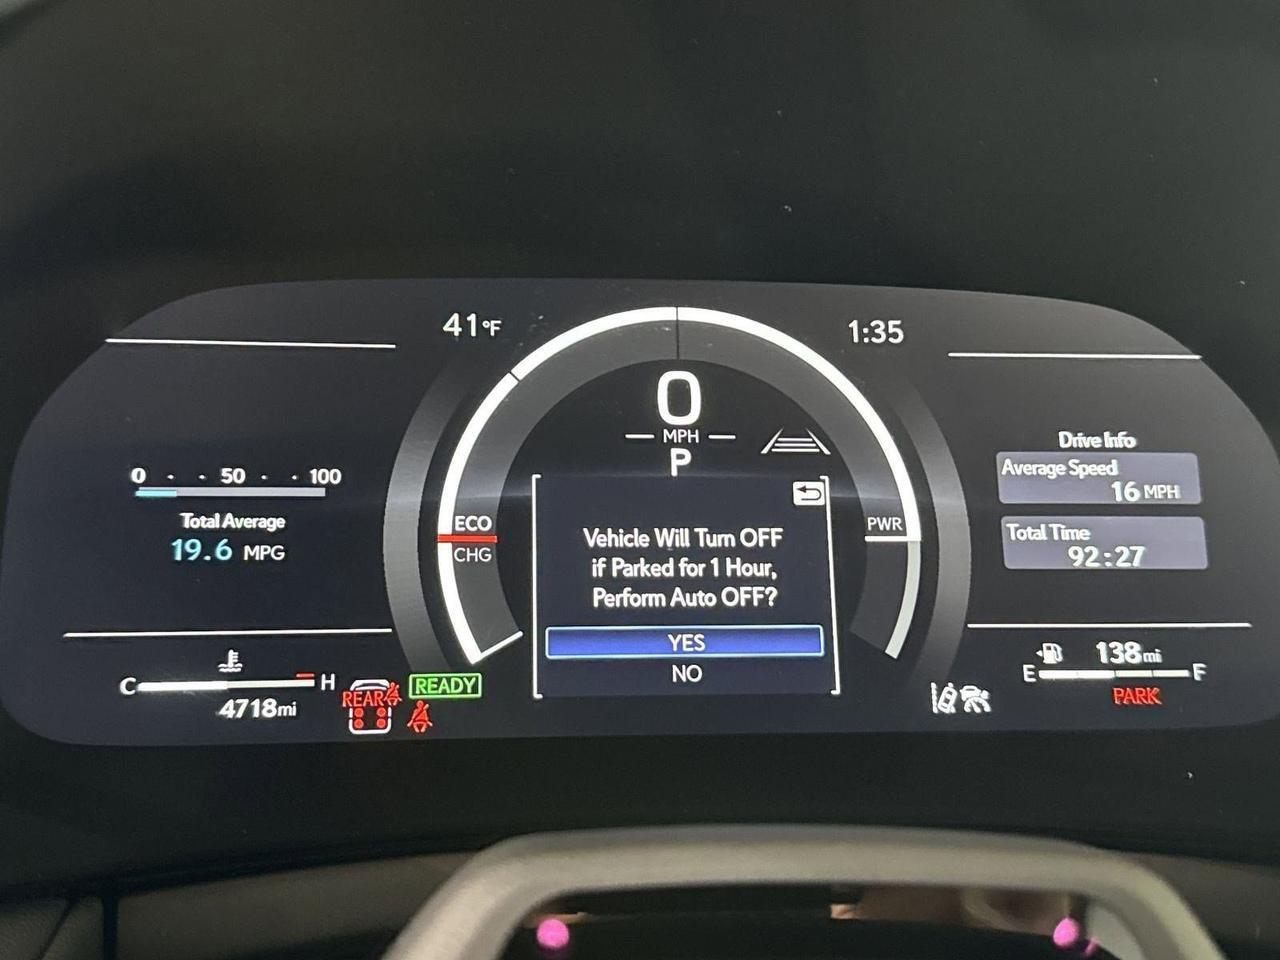 41°F
1:35
0
MPH
P
0 50 100
Total Average
19.6 MPG
ECO
CHG
PWR
Vehicle Will Turn OFF
if Parked for 1 Hour,
Perform Auto OFF?
YES
NO
Drive Info
Average Speed
16 MPH
Total Time
92:27
C H
4718mi
REAR
READY
138mi
E F
PARK